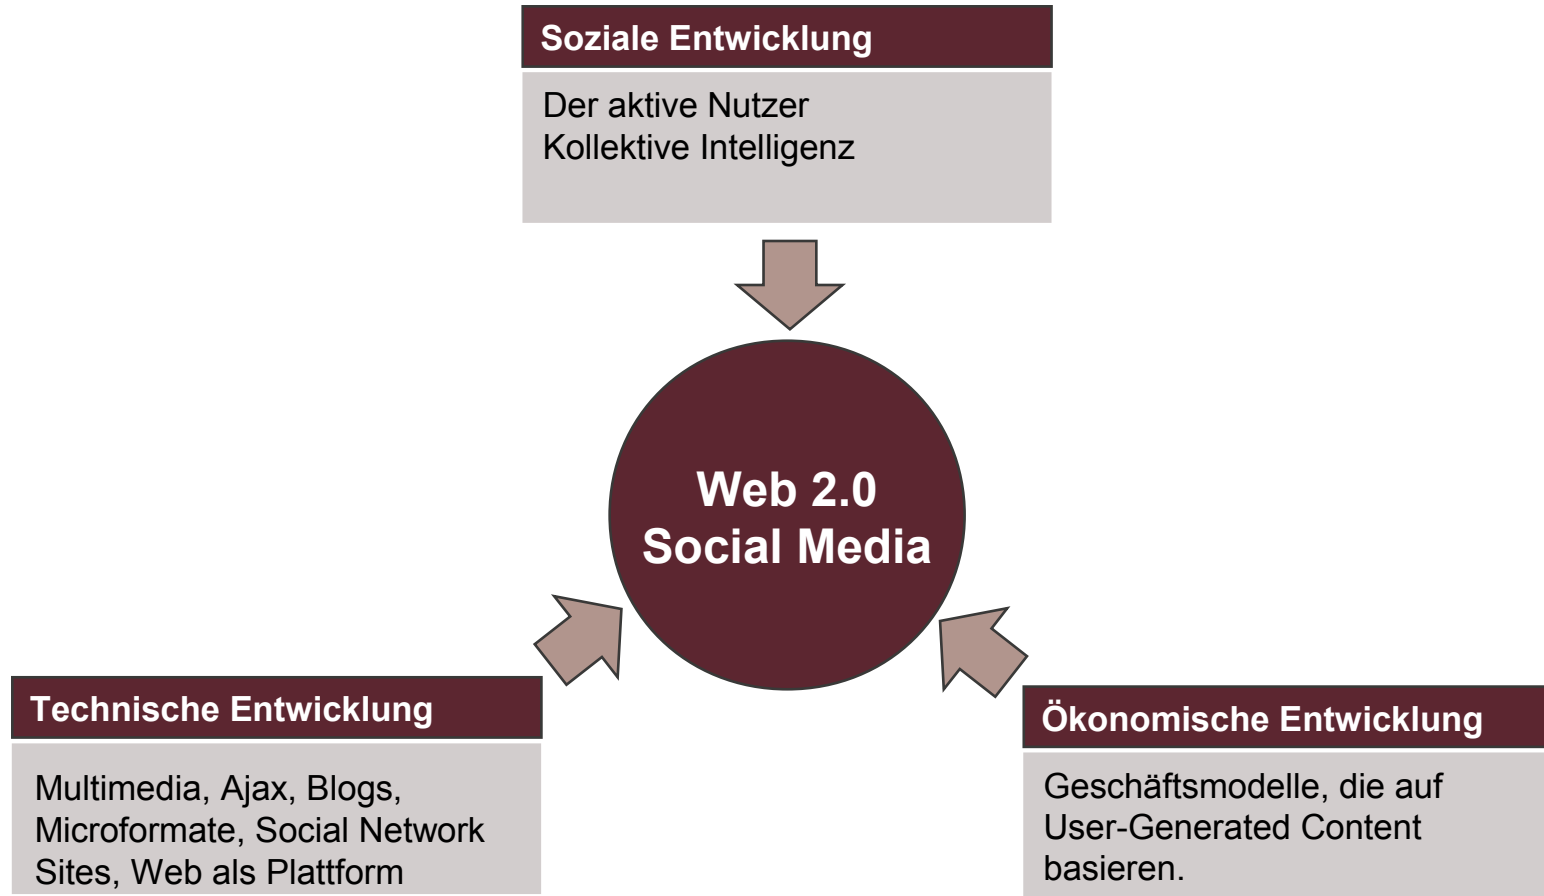 Soziale Entwicklung
Der aktive Nutzer
Kollektive Intelligenz
Web 2.0
Social Media
Technische Entwicklung
Multimedia, Ajax, Blogs,
Microformate, Social Network
Sites, Web als Plattform
Ökonomische Entwicklung
Geschäftsmodelle, die auf
User-Generated Content
basieren.